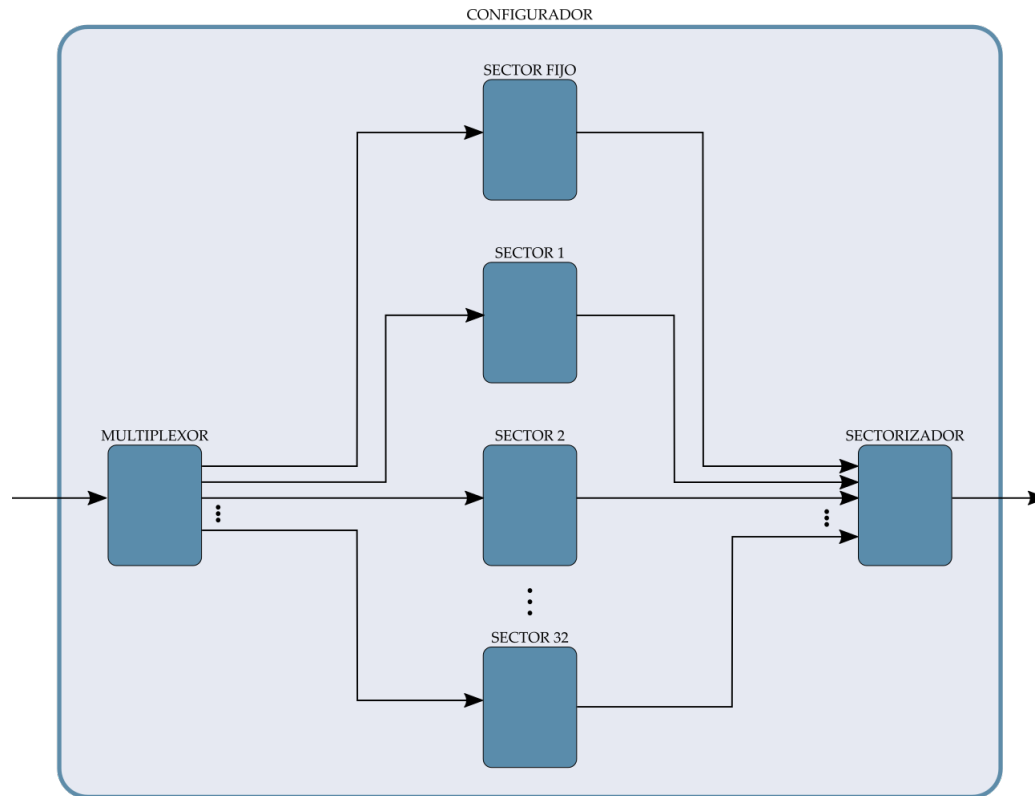 CONFIGURADOR
SECTOR FIJO
SECTOR 1
MULTIPLEXOR
SECTOR 2
SECTORIZADOR
SECTOR 32